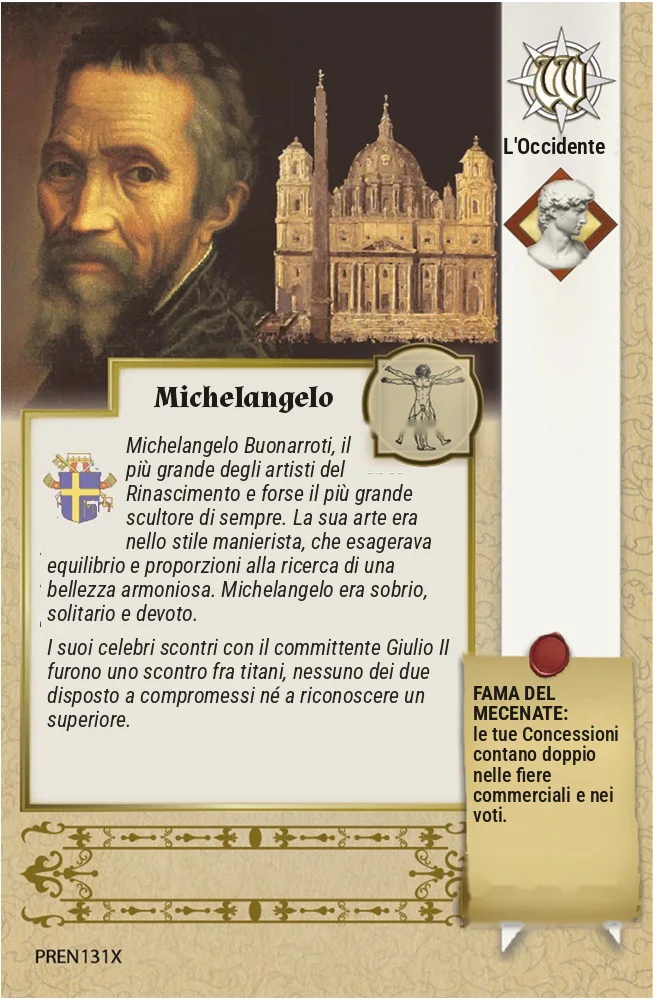 W
L'Occidente
Michelangelo
Michelangelo Buonarroti, il
più grande degli artisti del
Rinascimento e forse il più grande
scultore di sempre. La sua arte era
nello stile manierista, che esagerava
equilibrio e proporzioni alla ricerca di una
bellezza armoniosa. Michelangelo era sobrio,
solitario e devoto.
I suoi celebri scontri con il committente Giulio II
furono uno scontro fra titani, nessuno dei due
disposto a compromessi né a riconoscere un
superiore.
FAMA DEL
MECENATE:
le tue Concessioni
contano doppio
nelle fiere
commerciali e nei
voti.
PREN131X